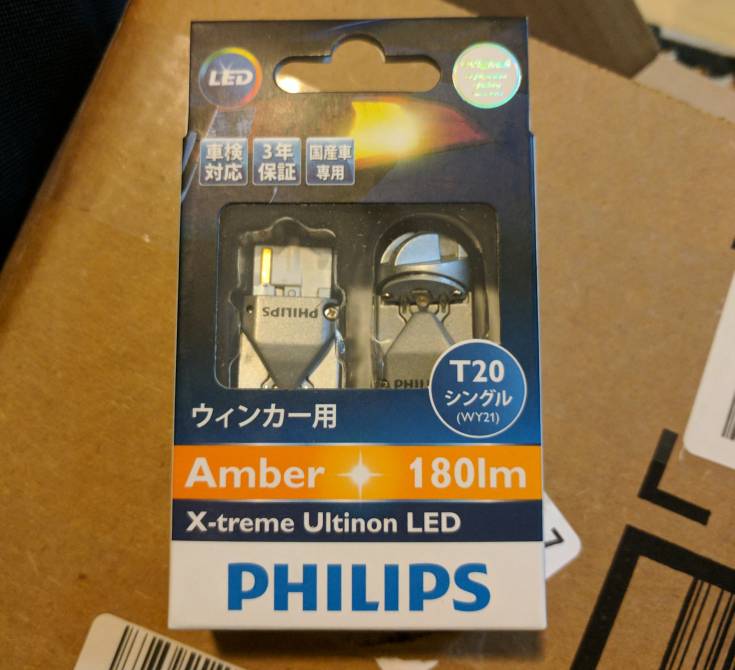 LED
車検
対応
3年
保証
国産車
専用
PHILIPS
T20
シングル
(WY21)
ウィンカー用
Amber 180lm
X-treme Ultinon LED
PHILIPS
7